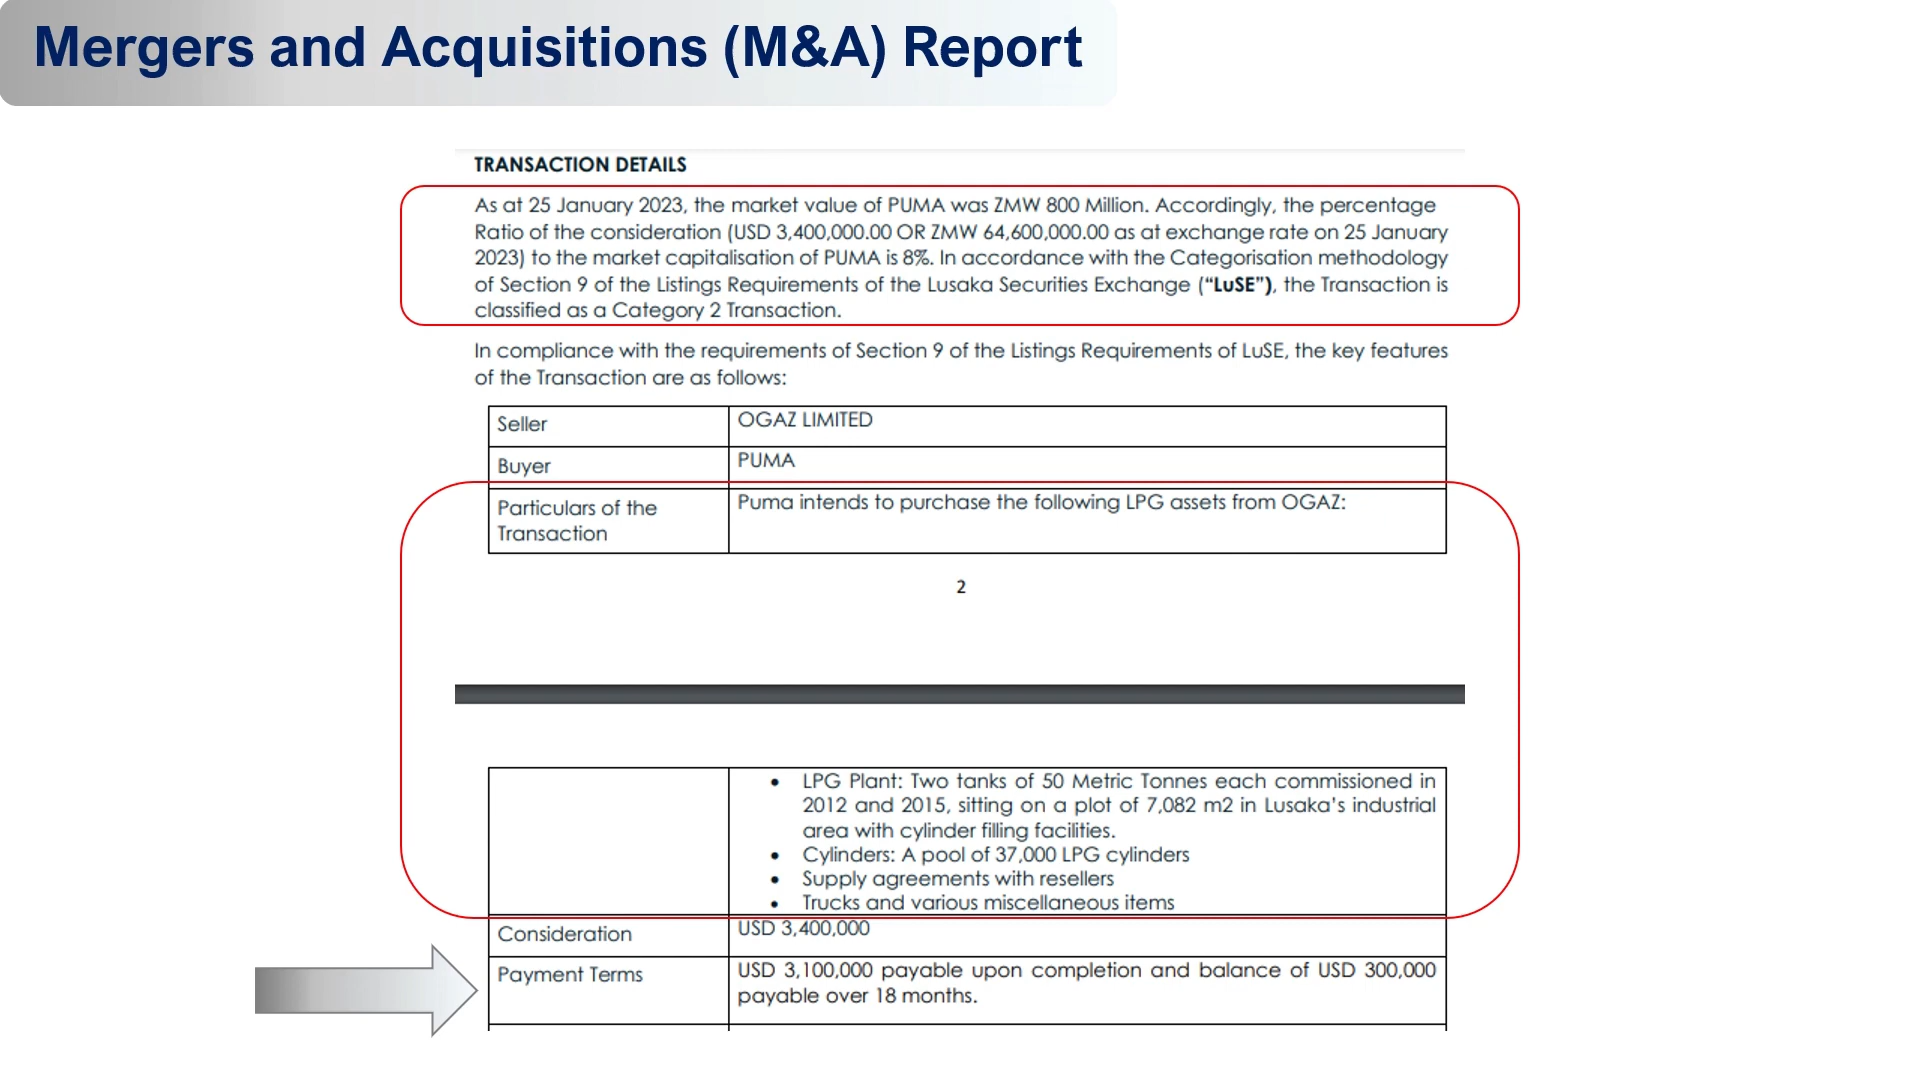 Mergers and Acquisitions (M&A) Report
TRANSACTION DETAILS
As at 25 January 2023, the market value of PUMA was ZMW 800 Million. Accordingly, the percentage
Ratio of the consideration (USD 3,400,000.00 OR ZMW 64,600,000.00 as at exchange rate on 25 January
2023) to the market capitalisation of PUMA is 8%. In accordance with the Categorisation methodology
of Section 9 of the Listings Requirements of the Lusaka Securities Exchange (“LuSE”), the Transaction is
classified as a Category 2 Transaction.
In compliance with the requirements of Section 9 of the Listings Requirements of LuSE, the key features
of the Transaction are as follows:
Seller
OGAZ LIMITED
Buyer
PUMA
Particulars of the
Transaction
Puma intends to purchase the following LPG assets from OGAZ:
2
• LPG Plant: Two tanks of 50 Metric Tonnes each commissioned in
2012 and 2015, sitting on a plot of 7,082 m2 in Lusaka’s industrial
area with cylinder filling facilities.
• Cylinders: A pool of 37,000 LPG cylinders
• Supply agreements with resellers
• Trucks and various miscellaneous items
Consideration
USD 3,400,000
Payment Terms
USD 3,100,000 payable upon completion and balance of USD 300,000
payable over 18 months.